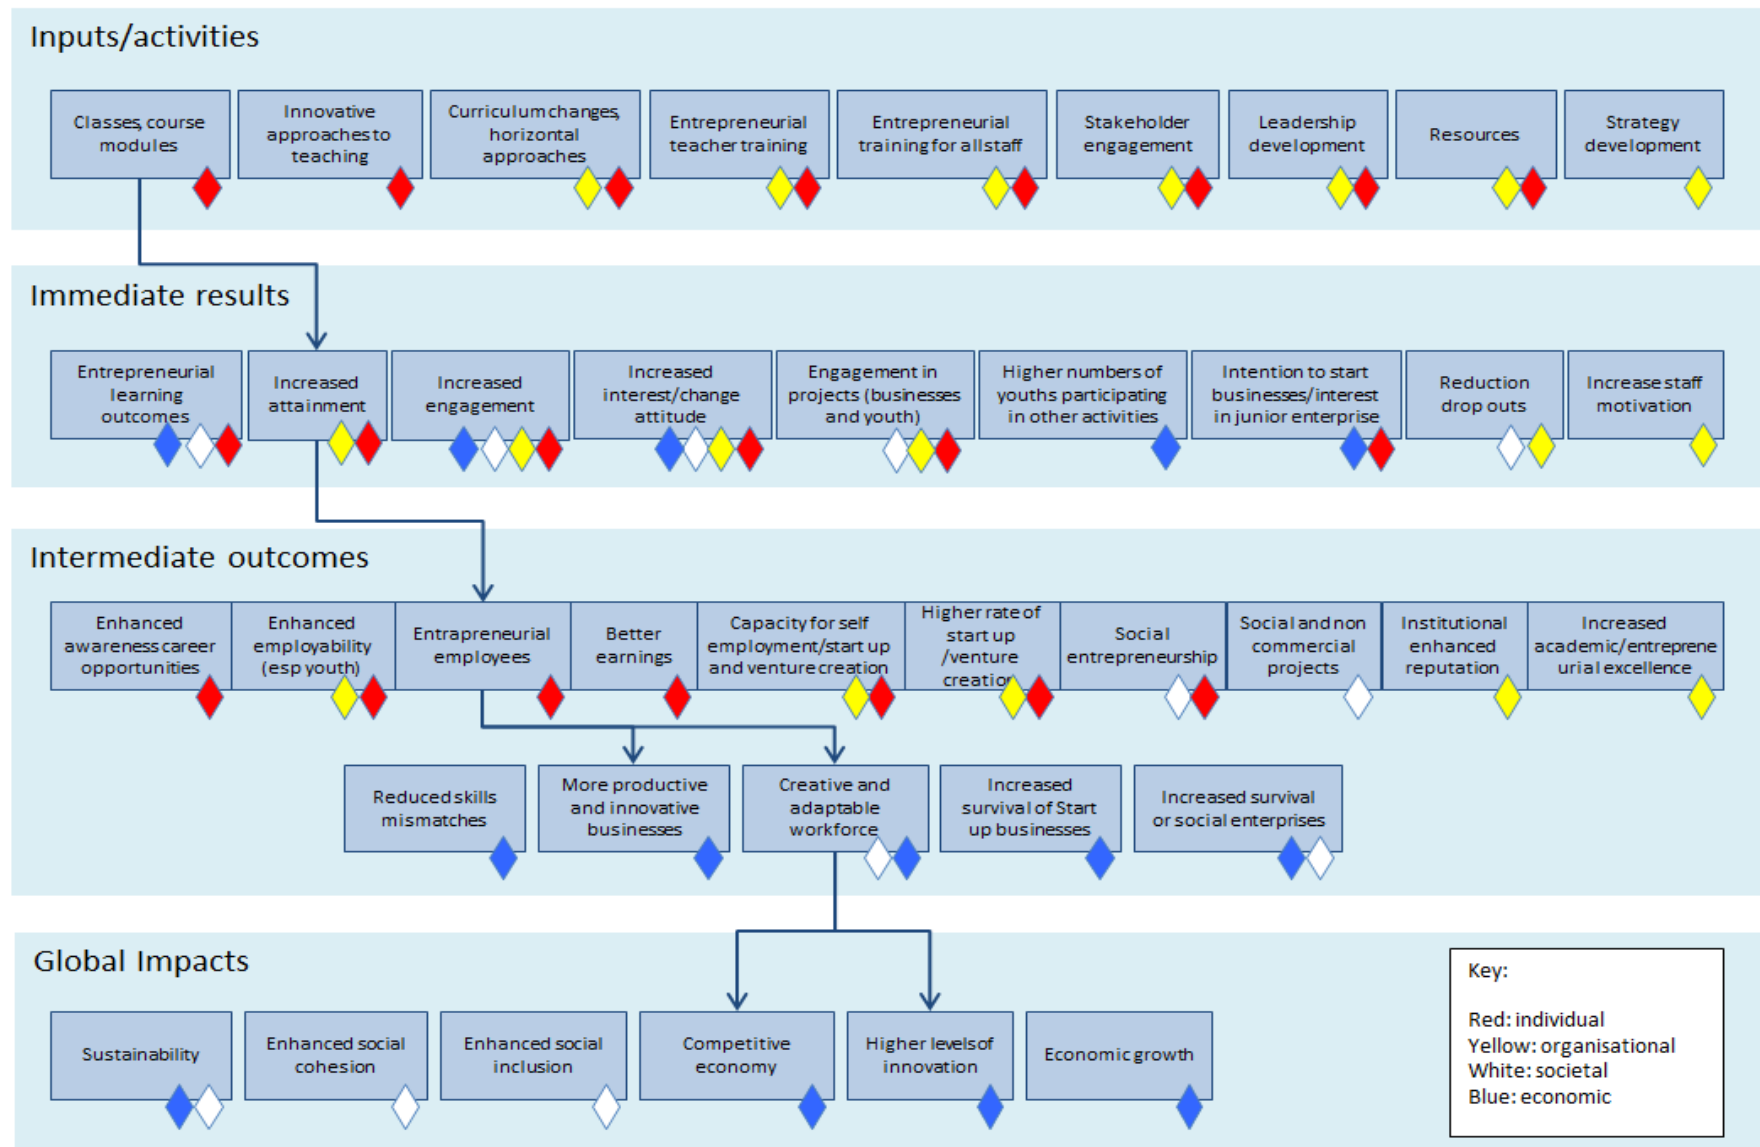 Inputs/activities
Classes, course
modules
Innovative
approaches to
teaching
Curriculum changes,
horizontal
approaches
Entrepreneurial
teacher training
Entrepreneurial
training for all staff
Stakeholder
engagement
Leadership
development
Resources
Strategy
development
Immediate results
Entrepreneurial
learning
outcomes
Increased
attainment
Increased
engagement
Increased
interest/change
attitude
Engagement in
projects (businesses
and youth)
Higher numbers of
youths participating
in other activities
Intention to start
businesses/interest
in junior enterprise
Reduction
drop outs
Increase staff
motivation
Intermediate outcomes
Enhanced
awareness career
opportunities
Enhanced
employability
(esp youth)
Entrapreneurial
employees
Better
earnings
Capacity for self
employment/start up
and venture creation
Higher rate of
start up
/venture
creation
Social
entrepreneurship
Social and non
commercial
projects
Institutional
enhanced
reputation
Increased
academic/entreprene
urial excellence
Reduced skills
mismatches
More productive
and innovative
businesses
Creative and
adaptable
workforce
Increased
survival of Start
up businesses
Increased survival
or social enterprises
Global Impacts
Sustainability
Enhanced social
cohesion
Enhanced social
inclusion
Competitive
economy
Higher levels of
innovation
Economic growth
Key:
Red: individual
Yellow: organisational
White: societal
Blue: economic